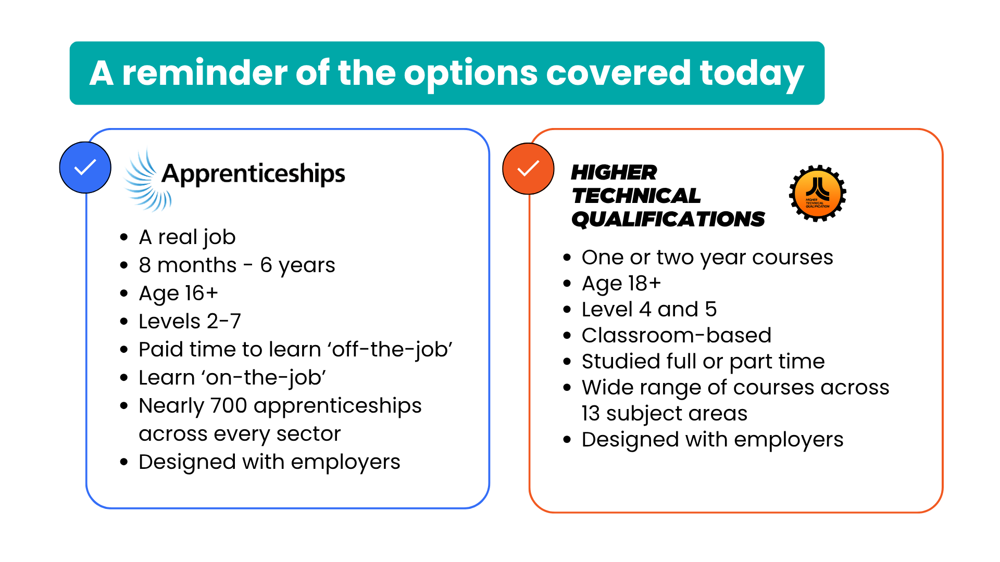 A reminder of the options covered today
Apprenticeships
• A real job
• 8 months - 6 years
• Age 16+
• Levels 2-7
• Paid time to learn ‘off-the-job’
• Learn ‘on-the-job’
• Nearly 700 apprenticeships
across every sector
• Designed with employers
HIGHER
TECHNICAL
QUALIFICATIONS
HIGHER
TECHNICAL
QUALIFICATION
• One or two year courses
• Age 18+
• Level 4 and 5
• Classroom-based
• Studied full or part time
• Wide range of courses across
13 subject areas
• Designed with employers